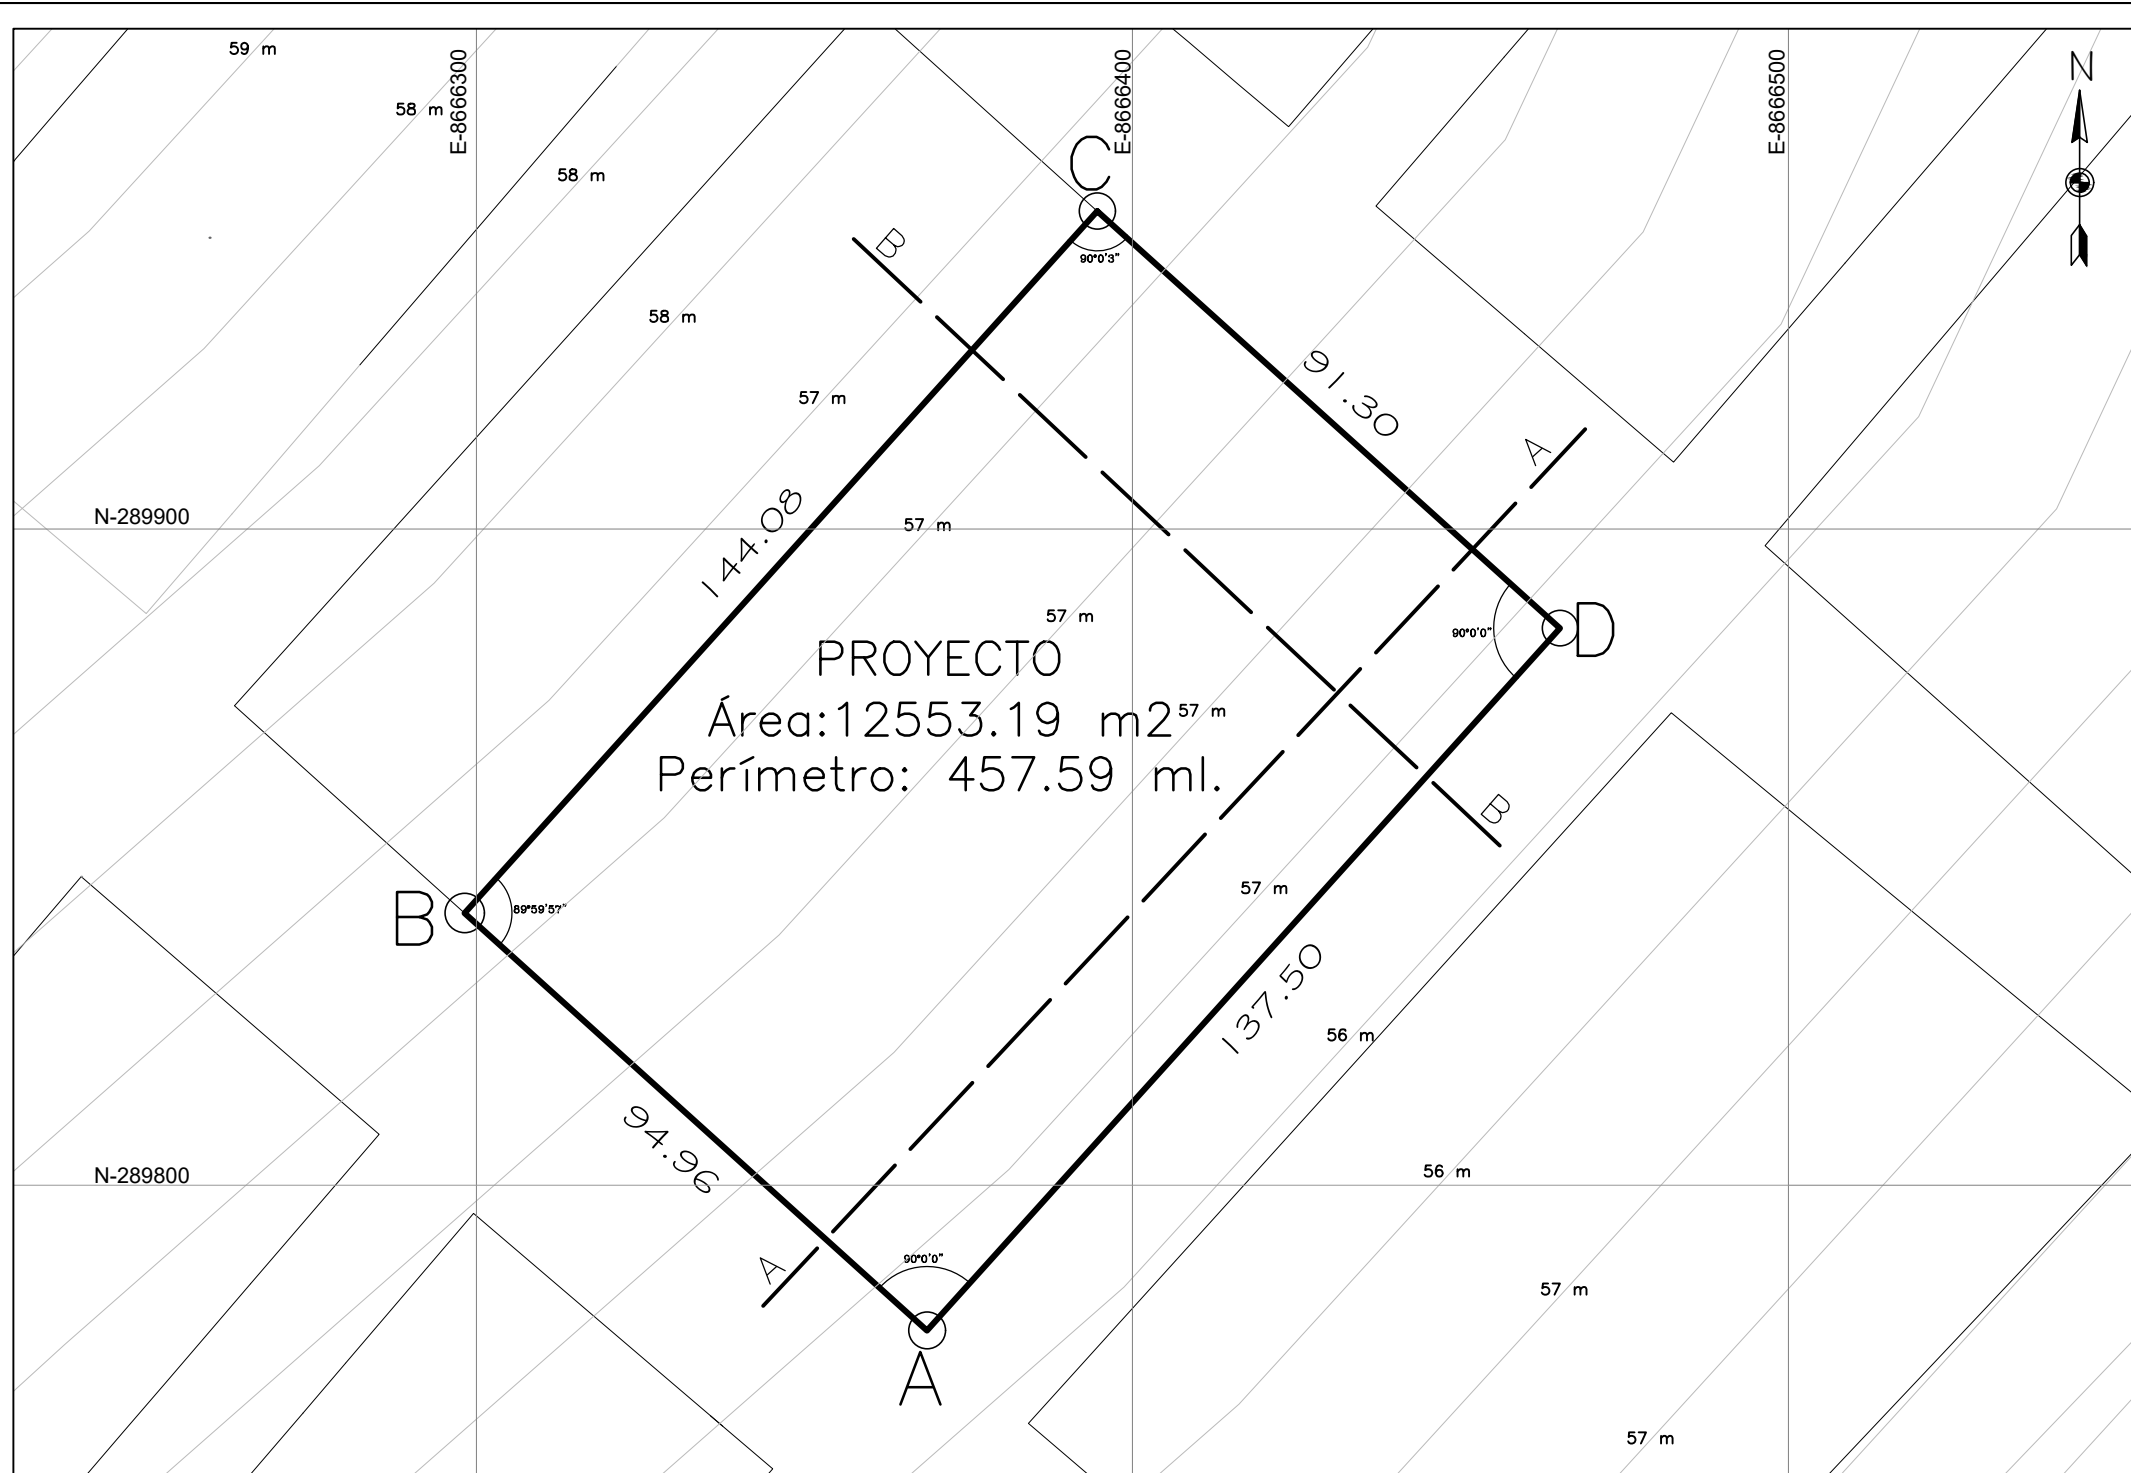 59 m
58 m
E-8666300
E-8666400
E-8666500
N
C
58 m
B
90°0'3"
58 m
91.30
57 m
A
144.08
N-289900
57 m
57 m
90°0'0"
D
PROYECTO
Área:12553.19 m2
57 m
Perímetro: 457.59 ml.
B
57 m
B
89°59'57"
137.50
56 m
94.96
N-289800
56 m
A
90°0'0"
57 m
A
57 m